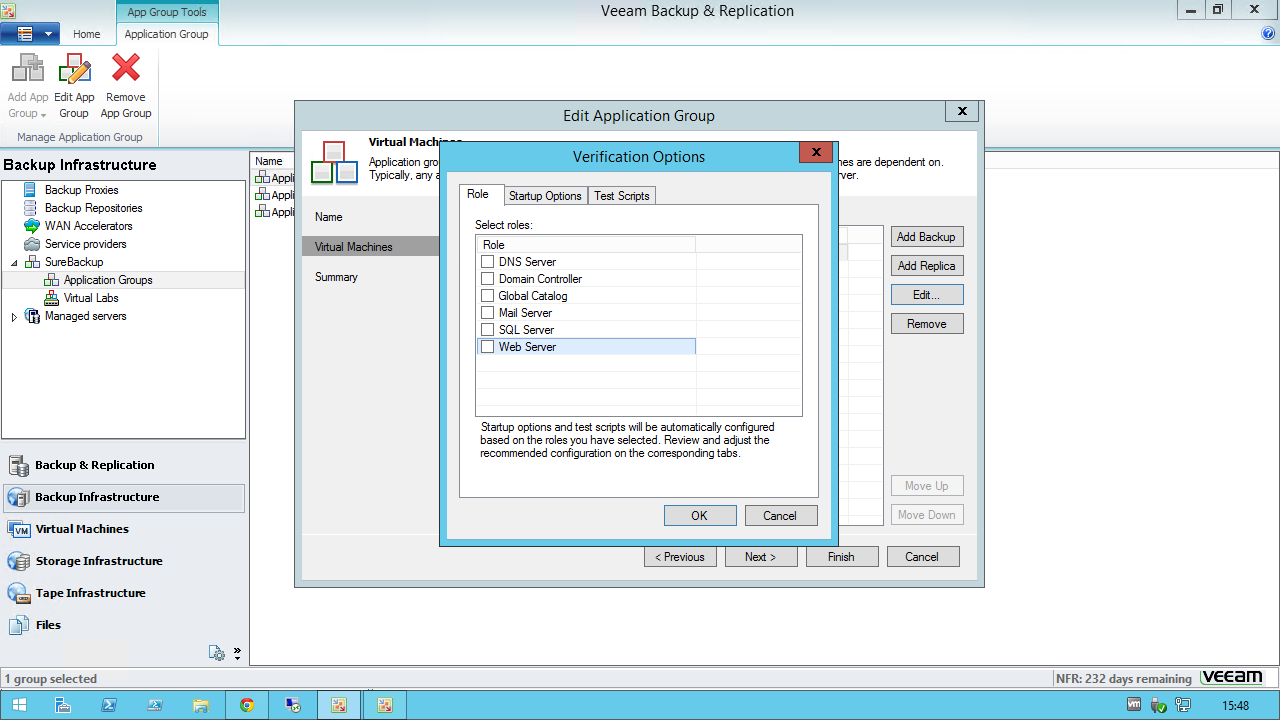 App Group Tools
Veeam Backup & Replication
Home
Application Group
Add App Group
Edit App Group
Remove App Group
Manage Application Group
Backup Infrastructure
Backup Proxies
Backup Repositories
WAN Accelerators
Service providers
SureBackup
Application Groups
Virtual Labs
Managed servers
Backup & Replication
Backup Infrastructure
Virtual Machines
Storage Infrastructure
Tape Infrastructure
Files
Name
Appli
Appli
Appli
Edit Application Group
X
Virtual Machines
Application gro
nes are dependent on.
Typically, any a
ver.
Name
Virtual Machines
Summary
Add Backup
Add Replica
Edit...
Remove
Move Up
Move Down
< Previous
Next >
Finish
Cancel
Verification Options
X
Role
Startup Options
Test Scripts
Select roles:
Role
DNS Server
Domain Controller
Global Catalog
Mail Server
SQL Server
Web Server
Startup options and test scripts will be automatically configured
based on the roles you have selected. Review and adjust the
recommended configuration on the corresponding tabs.
OK
Cancel
1 group selected
NFR: 232 days remaining
veeam
vm
15:48